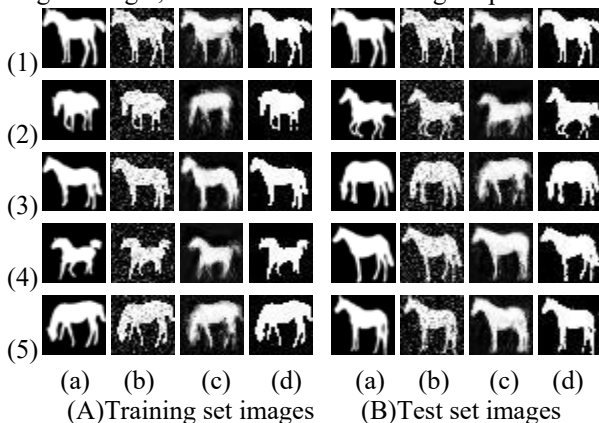 (1)
(2)
(3)
(4)
(5)
(a) (b) (c) (d) (a) (b) (c) (d)
(A)Training set images (B)Test set images